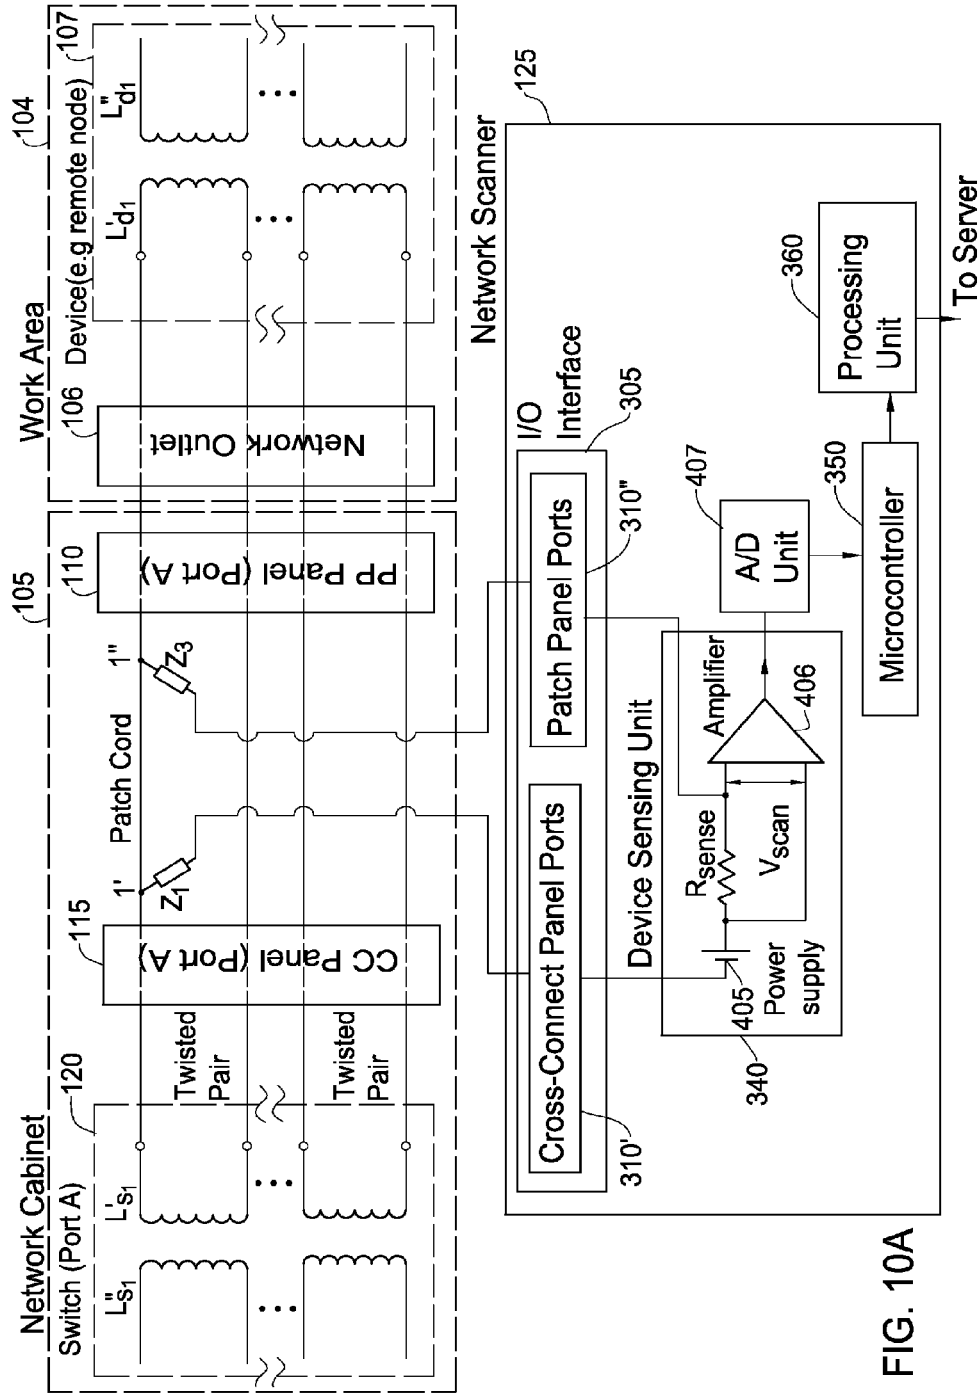 Network Cabinet
105
104
Work Area
Switch (Port A)
120
115
110
106
Device(e.g remote node)
107
L"s1
L's1
L'd1
L"d1
Twisted
Pair
Twisted
Pair
CC Panel (Port A)
1'
Patch Cord
1"
Z1
Z3
PP Panel (Port A)
Network Outlet
Network Scanner
125
I/O
Interface
305
Cross-Connect Panel Ports
310'
Patch Panel Ports
310"
Device Sensing Unit
340
405
Power
supply
Rsense
Vscan
Amplifier
406
A/D
Unit
407
Microcontroller
350
Processing
Unit
360
To Server
FIG. 10A